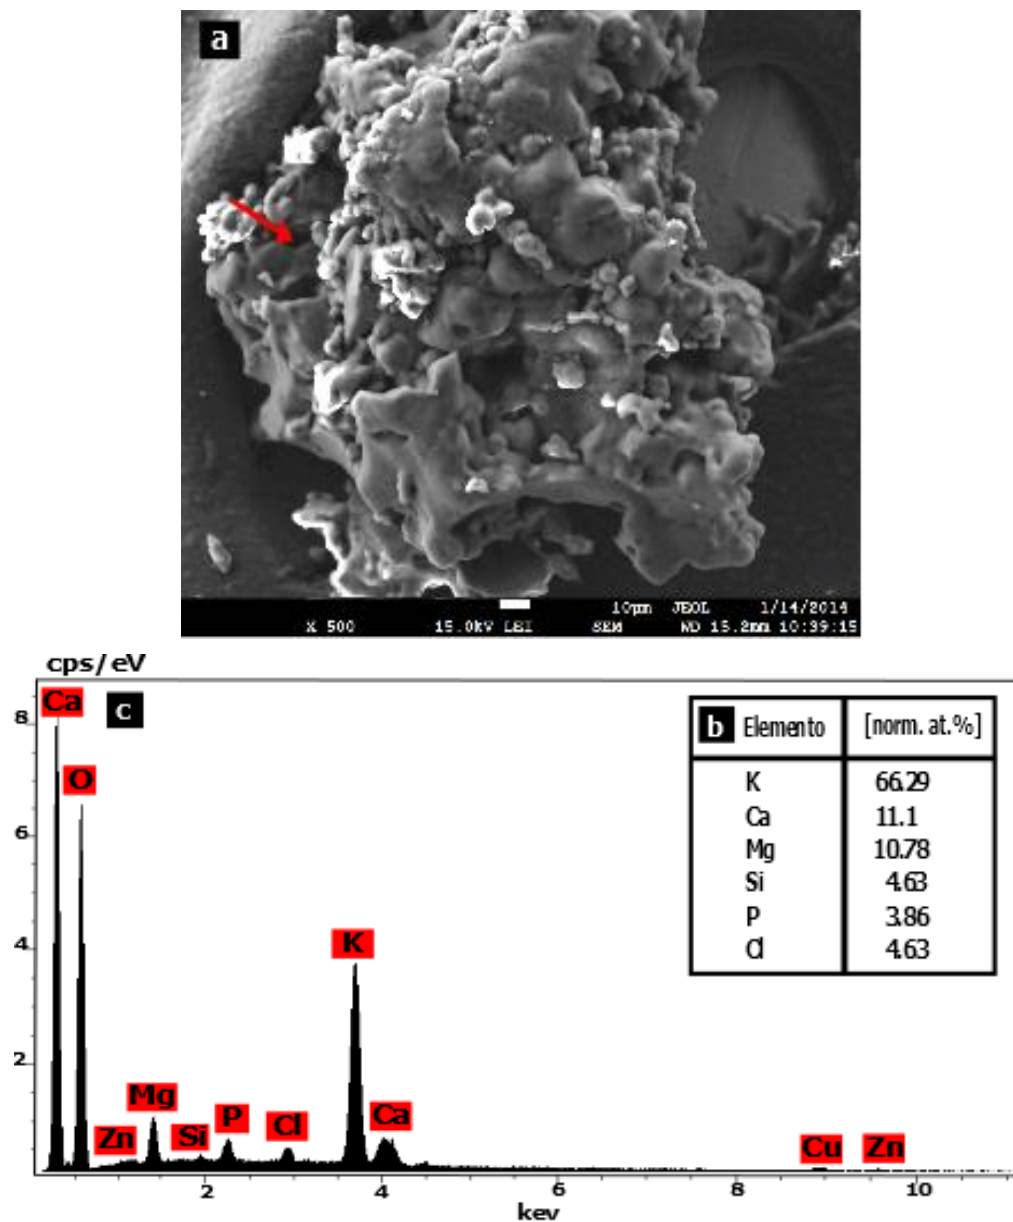 a
X 500 15.0kV LEI 10µm SEM JEOL WD 15.2mm 1/14/2014 10:39:15
cps/eV
c
b Elemento [norm. at.%]
K 66.29
Ca 11.1
Mg 10.78
Si 4.63
P 3.86
Cl 4.63
8
6
4
2
Ca
O
Zn
Mg
Si
P
Cl
K
Ca
Cu
Zn
2 4 6 8 10
kev